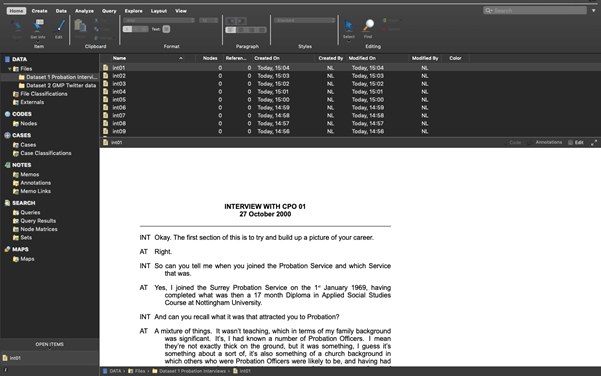 Home Create Data Analyze Query Explore Layout View
Search
Get Info Edit
Item Clipboard Format Paragraph Styles Editing
Text:
Select Find
DATA
Files
Dataset 1 Probation Intervi...
Dataset 2 GMP Twitter data
File Classifications
Externals
CODES
Nodes
CASES
Cases
Case Classifications
NOTES
Memos
Annotations
Memo Links
SEARCH
Queries
Query Results
Node Matrices
Sets
MAPS
Maps
OPEN ITEMS
int01
Name Nodes Referen... Created On Created By Modified On Modified By Color
int01 0 0 Today, 15:04 NL Today, 15:04 NL
int02 0 0 Today, 15:03 NL Today, 15:03 NL
int03 0 0 Today, 15:02 NL Today, 15:02 NL
int04 0 0 Today, 15:01 NL Today, 15:01 NL
int05 0 0 Today, 15:00 NL Today, 15:00 NL
int06 0 0 Today, 14:59 NL Today, 14:59 NL
int07 0 0 Today, 14:58 NL Today, 14:58 NL
int08 0 0 Today, 14:57 NL Today, 14:57 NL
int09 0 0 Today, 14:56 NL Today, 14:56 NL
int01 Code Annotations Edit
INTERVIEW WITH CPO 01
27 October 2000
INT Okay. The first section of this is to try and build up a picture of your career.
AT Right.
INT So can you tell me when you joined the Probation Service and which Service
that was.
AT Yes, I joined the Surrey Probation Service on the 1st January 1969, having
completed what was then a 17 month Diploma in Applied Social Studies
Course at Nottingham University.
INT And can you recall what it was that attracted you to Probation?
AT A mixture of things. It wasn't teaching, which in terms of my family background
was significant. It's, I had known a number of Probation Officers. I mean
they're not exactly thick on the ground, but it was something, I guess it's
something about a sort of, it's also something of a church background in
which others who were Probation Officers were likely to be, and having had
DATA Files Dataset 1 Probation Interviews int01